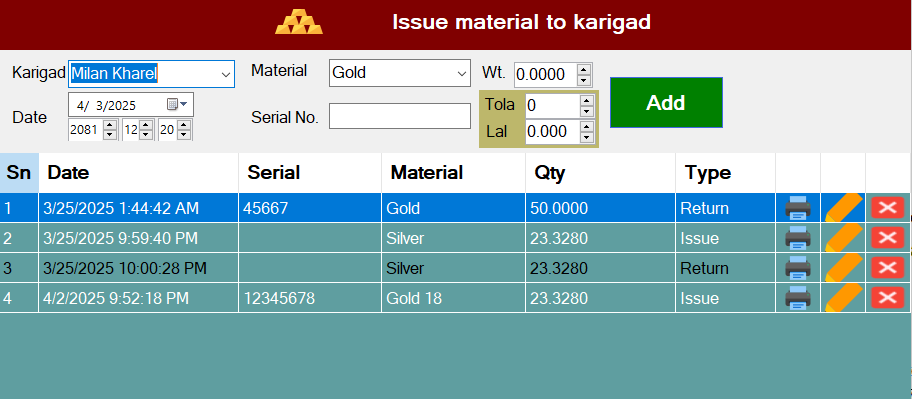 Issue material to karigad
Karigad Milan Kharel Material Gold Wt. 0.0000 Add
Date 4/ 3/2025 Serial No. Tola 0
2081 12 20 Lal 0.000
Sn Date Serial Material Qty Type
1 3/25/2025 1:44:42 AM 45667 Gold 50.0000 Return
2 3/25/2025 9:59:40 PM Silver 23.3280 Issue
3 3/25/2025 10:00:28 PM Silver 23.3280 Return
4 4/2/2025 9:52:18 PM 12345678 Gold 18 23.3280 Issue